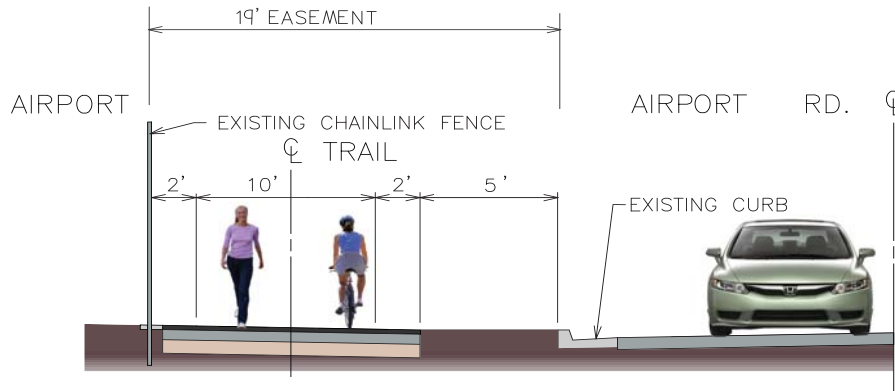 19' EASEMENT
AIRPORT
AIRPORT RD. ℄
EXISTING CHAINLINK FENCE
℄ TRAIL
2' 10' 2' 5'
EXISTING CURB